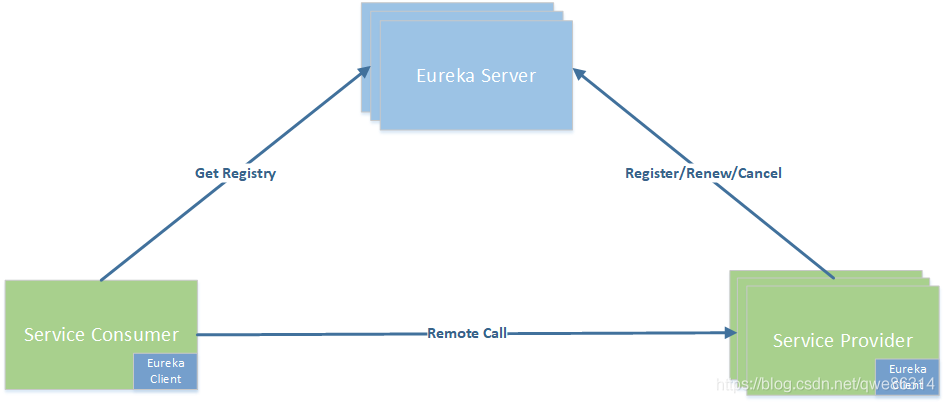 Eureka Server
Get Registry
Register/Renew/Cancel
Service Consumer
Eureka
Client
Remote Call
Service Provider
Eureka
Client
https://blog.csdn.net/qwe86314